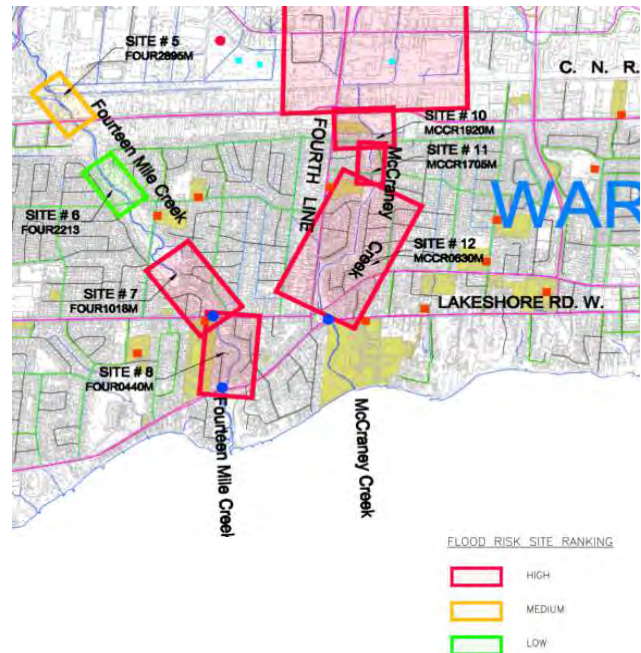 SITE # 5
FOUR2895M
C. N. R.
SITE # 10
MCCR1920M
Fourteen Mile Creek
FOURTH LINE
McCraney Creek
SITE # 11
MCCR1705M
SITE # 6
FOUR2213
WAR
SITE # 12
MCCR0630M
SITE # 7
FOUR1018M
LAKESHORE RD. W.
SITE # 8
FOUR0440M
Fourteen Mile Creek
McCraney Creek
FLOOD RISK SITE RANKING
HIGH
MEDIUM
LOW